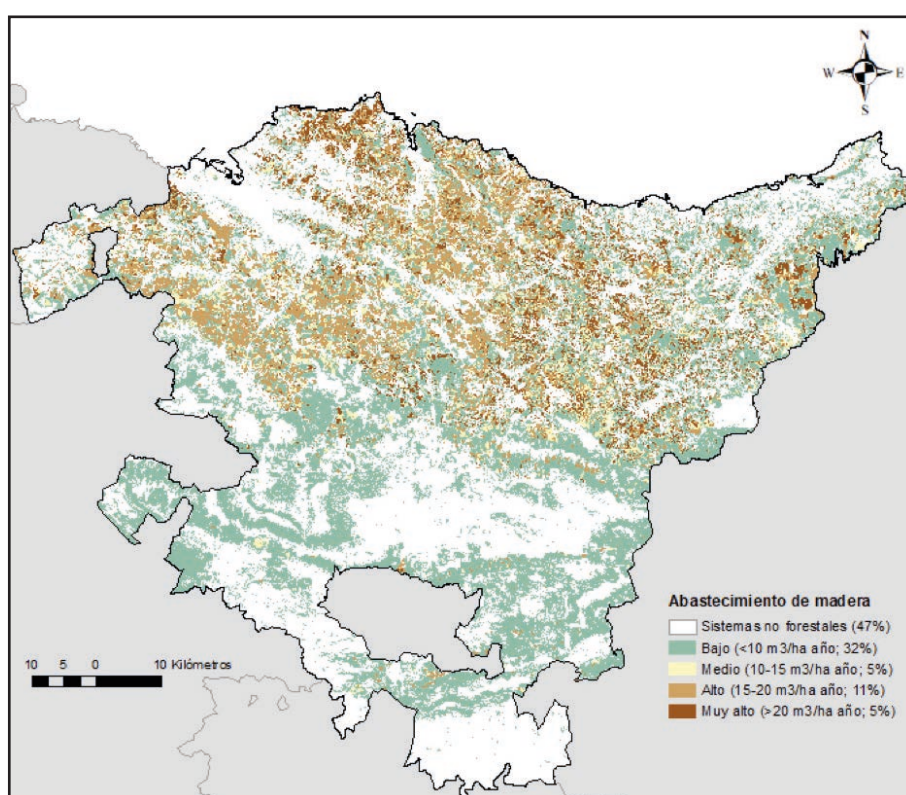 N
W E
S
Abastecimiento de madera
Sistemas no forestales (47%)
Bajo (<10 m3/ha año; 32%)
Medio (10-15 m3/ha año; 5%)
Alto (15-20 m3/ha año; 11%)
Muy alto (>20 m3/ha año; 5%)
10 5 0 10 Kilómetros